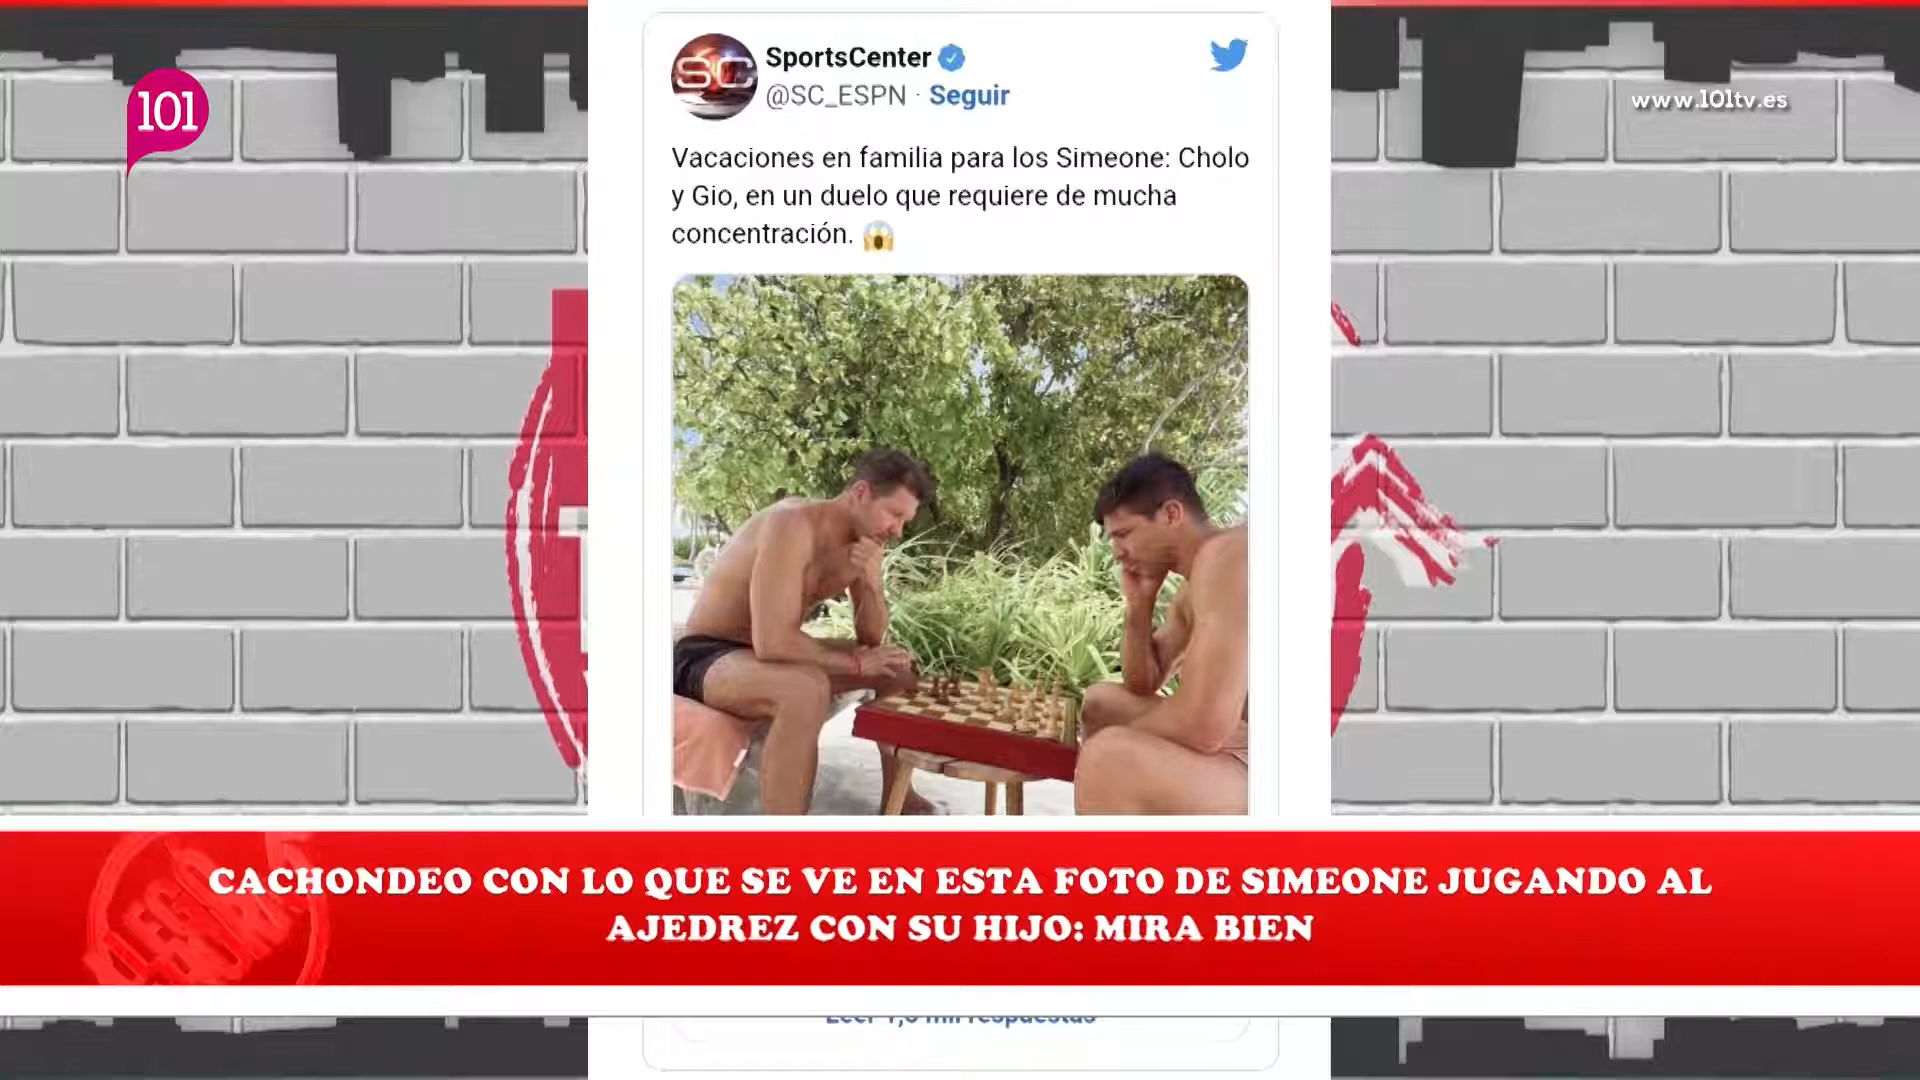 SC
SportsCenter
@SC_ESPN · Seguir
101
www.101tv.es
Vacaciones en familia para los Simeone: Cholo
y Gio, en un duelo que requiere de mucha
concentración. 😱
CACHONDEO CON LO QUE SE VE EN ESTA FOTO DE SIMEONE JUGANDO AL
AJEDREZ CON SU HIJO: MIRA BIEN